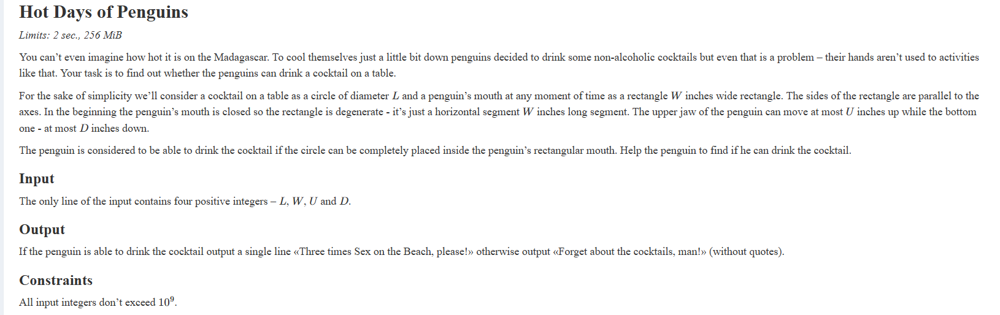 Hot Days of Penguins
Limits: 2 sec., 256 MiB
You can’t even imagine how hot it is on the Madagascar. To cool themselves just a little bit down penguins decided to drink some non-alcoholic cocktails but even that is a problem – their hands aren’t used to activities
like that. Your task is to find out whether the penguins can drink a cocktail on a table.
For the sake of simplicity we’ll consider a cocktail on a table as a circle of diameter L and a penguin’s mouth at any moment of time as a rectangle W inches wide rectangle. The sides of the rectangle are parallel to the
axes. In the beginning the penguin’s mouth is closed so the rectangle is degenerate - it’s just a horizontal segment W inches long segment. The upper jaw of the penguin can move at most U inches up while the bottom
one - at most D inches down.
The penguin is considered to be able to drink the cocktail if the circle can be completely placed inside the penguin’s rectangular mouth. Help the penguin to find if he can drink the cocktail.
Input
The only line of the input contains four positive integers – L, W, U and D.
Output
If the penguin is able to drink the cocktail output a single line «Three times Sex on the Beach, please!» otherwise output «Forget about the cocktails, man!» (without quotes).
Constraints
All input integers don’t exceed 10⁹.